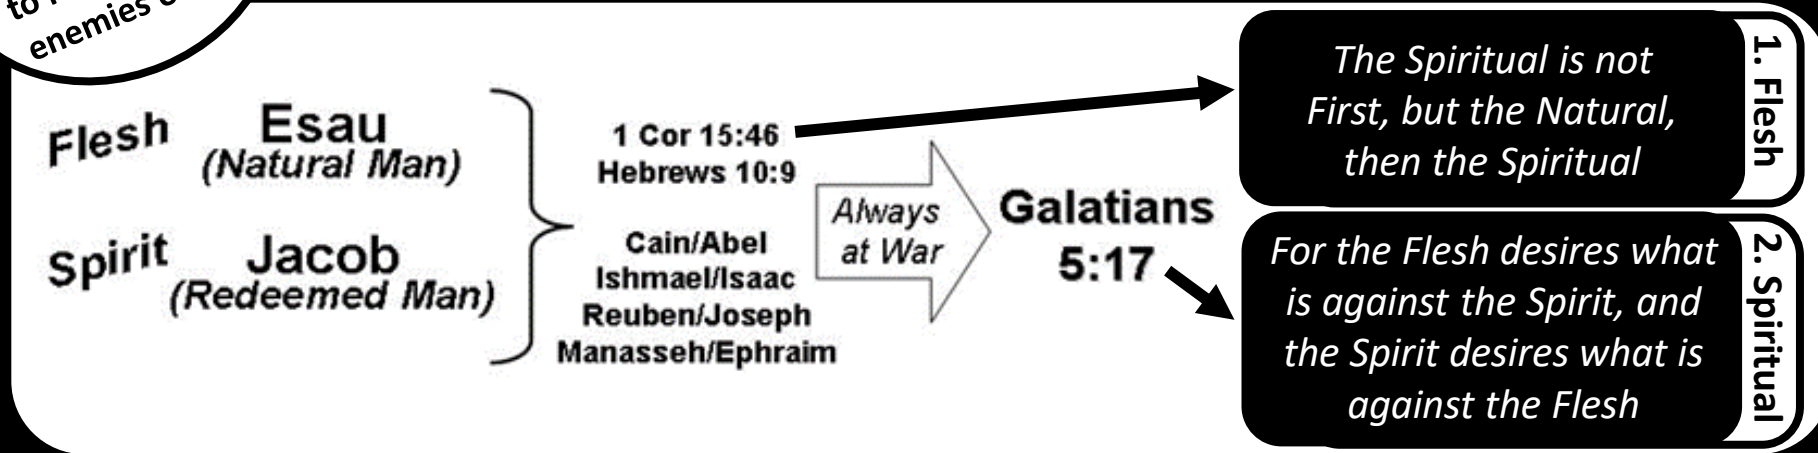 to
enemies
Flesh Esau
(Natural Man)
Spirit Jacob
(Redeemed Man)
1 Cor 15:46
Hebrews 10:9
Cain/Abel
Ishmael/Isaac
Reuben/Joseph
Manasseh/Ephraim
Always
at War
Galatians
5:17
The Spiritual is not
First, but the Natural,
then the Spiritual
1. Flesh
For the Flesh desires what
is against the Spirit, and
the Spirit desires what is
against the Flesh
2. Spiritual